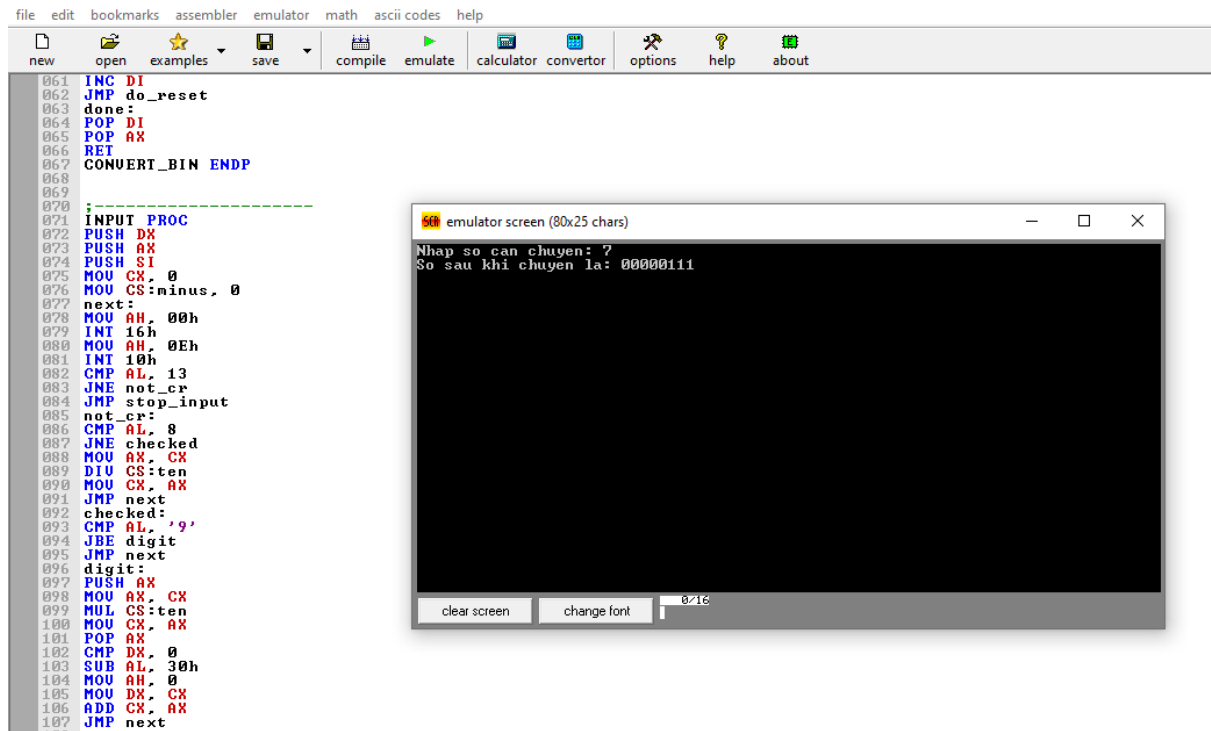 file edit bookmarks assembler emulator math ascii codes help
new open examples save compile emulate calculator convertor options help about
061 INC DI
062 JMP do_reset
063 done:
064 POP DI
065 POP AX
066 RET
067 CONVERT_BIN ENDP
068
069
070 ;-----------------------
071 INPUT PROC
072 PUSH DX
073 PUSH AX
074 PUSH SI
075 MOV CX, 0
076 MOV CS:minus, 0
077 next:
078 MOV AH, 00h
079 INT 16h
080 MOV AH, 0Eh
081 INT 10h
082 CMP AL, 13
083 JNE not_cr
084 JMP stop_input
085 not_cr:
086 CMP AL, 8
087 JNE checked
088 MOV AX, CX
089 DIV CS:ten
090 MOV CX, AX
091 JMP next
092 checked:
093 CMP AL, '9'
094 JBE digit
095 JMP next
096 digit:
097 PUSH AX
098 MOV AX, CX
099 MUL CS:ten
100 MOV CX, AX
101 POP AX
102 CMP DX, 0
103 SUB AL, 30h
104 MOV AH, 0
105 MOV DX, CX
106 ADD CX, AX
107 JMP next
SCR emulator screen (80x25 chars)
Nhap so can chuyen: 7
So sau khi chuyen la: 00000111
clear screen change font 0/16